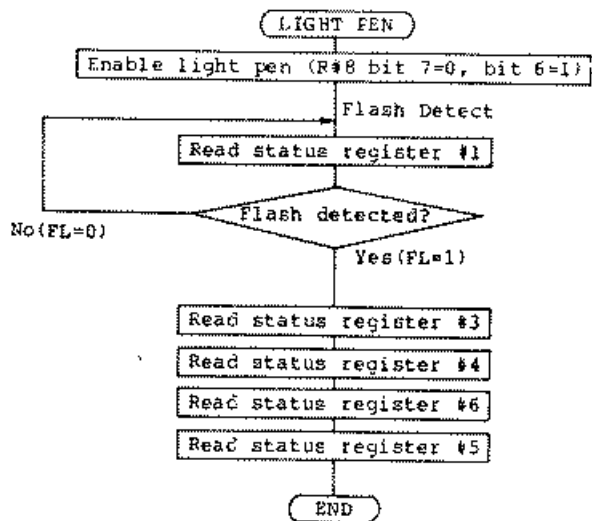 LIGHT PEN
Enable light pen (R#8 bit 7=0, bit 6=1)
Flash Detect
Read status register #1
Flash detected?
No(FL=0)
Yes(FL=1)
Read status register #3
Read status register #4
Read status register #6
Read status register #5
END